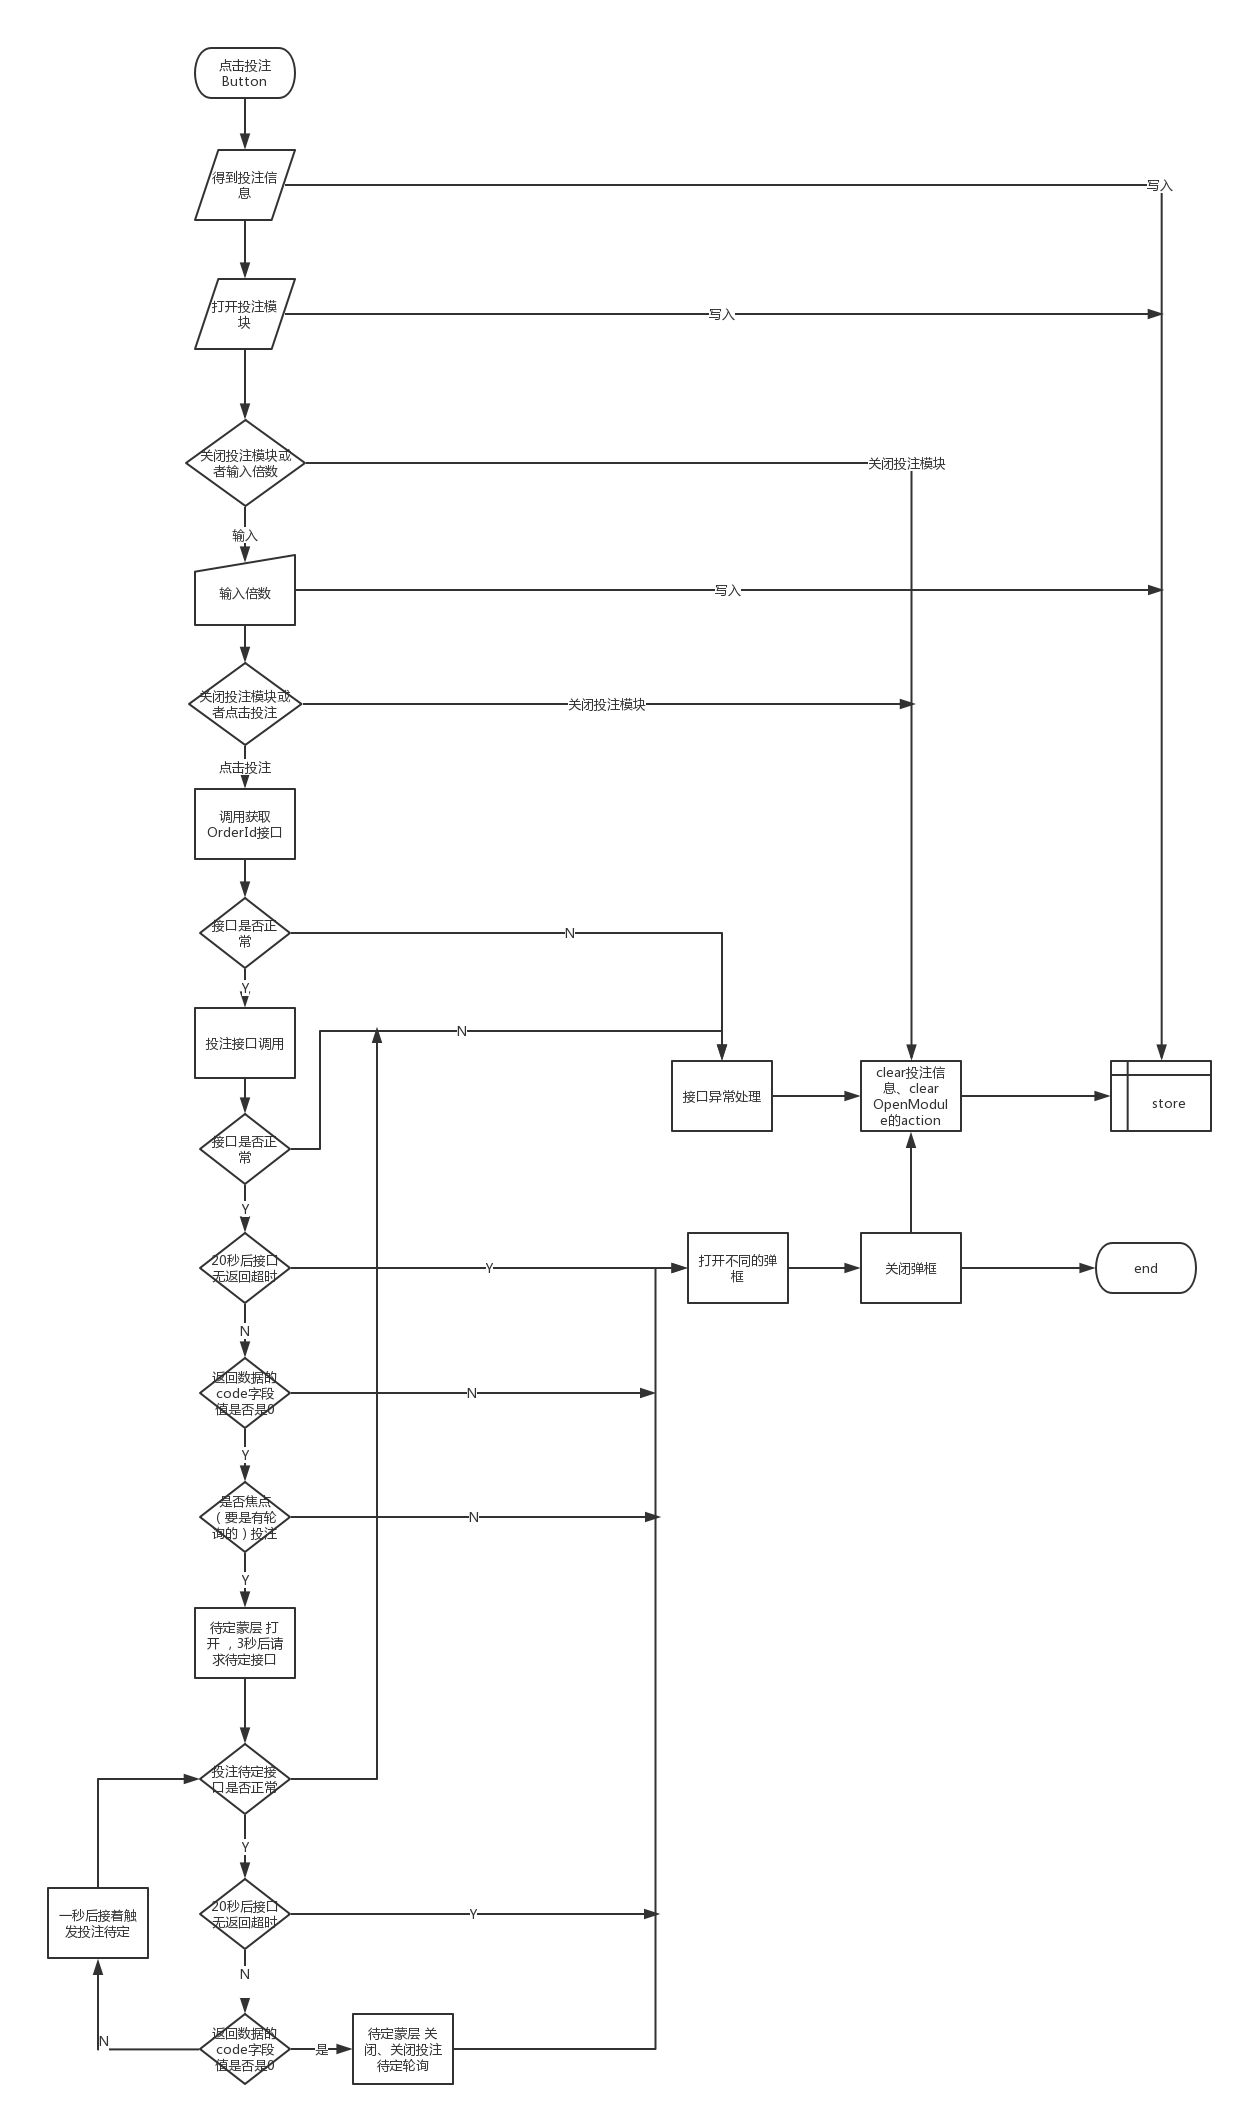 点击投注
Button
得到投注信
息
写入
打开投注模
块
写入
关闭投注模块或
者输入倍数
关闭投注模块
输入
输入倍数
写入
关闭投注模块或
者点击投注
关闭投注模块
点击投注
调用获取
OrderId接口
接口是否正
常
N
Y
投注接口调用
N
接口异常处理
clear投注信
息、clear
OpenModul
e的action
store
接口是否正
常
Y
20秒后接口
无返回超时
Y
打开不同的弹
框
关闭弹框
end
N
返回数据的
code字段
值是否是0
N
Y
是否焦点
（要是有轮
询的）投注
N
Y
待定蒙层 打
开 ，3秒后请
求待定接口
投注待定接
口是否正常
Y
一秒后接着触
发投注待定
20秒后接口
无返回超时
Y
N
N
返回数据的
code字段
值是否是0
是
待定蒙层 关
闭、关闭投注
待定轮询